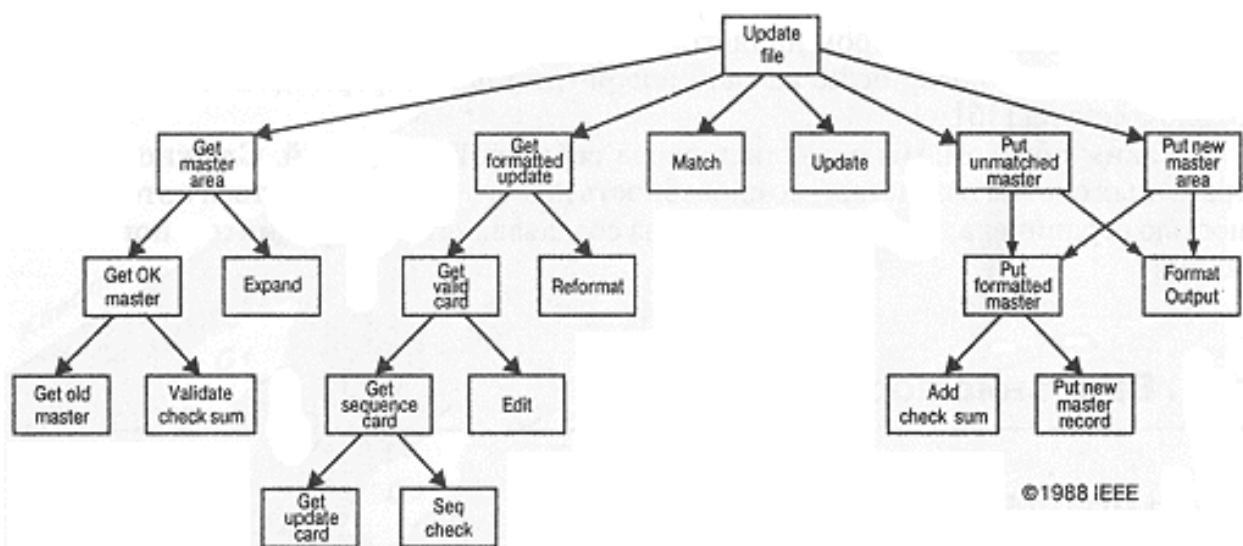 Update
file
Get
master
area
Get
formatted
update
Match
Update
Put
unmatched
master
Put new
master
area
Get OK
master
Expand
Get
valid
card
Reformat
Put
formatted
master
Format
Output
Get old
master
Validate
check sum
Get
sequence
card
Edit
Add
check sum
Put new
master
record
Get
update
card
Seq
check
©1988 IEEE